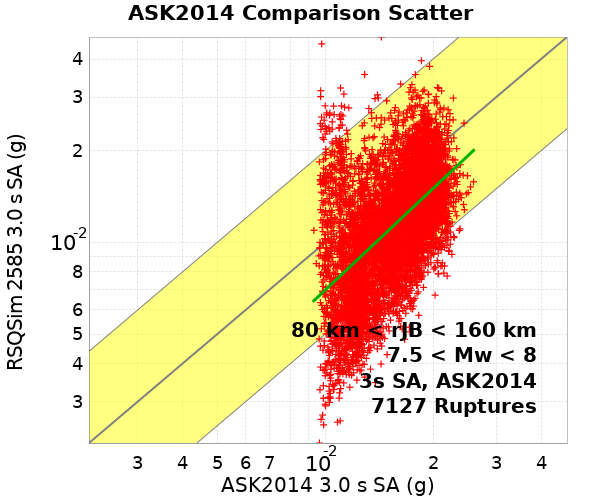 ASK2014 Comparison Scatter
RSQSim 2585 3.0 s SA (g)
4
3
2
10-2
8
6
5
4
3
80 km < rJB < 160 km
7.5 < Mw < 8
3s SA, ASK2014
7127 Ruptures
3 4 5 6 7 10-2 2 3 4
ASK2014 3.0 s SA (g)